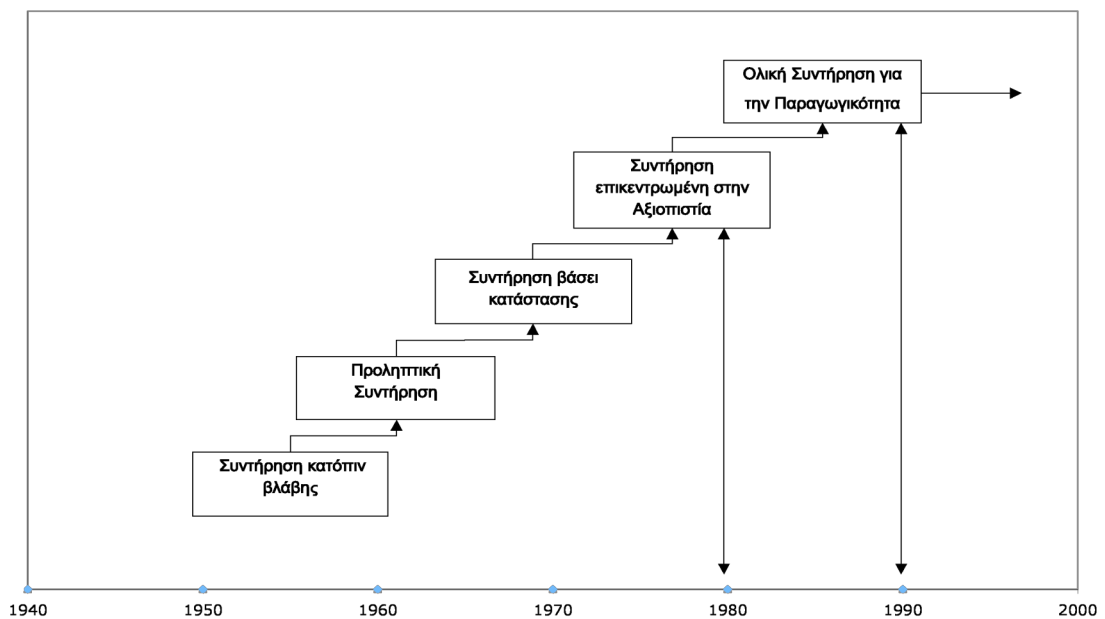 Ολική Συντήρηση για
την Παραγωγικότητα
Συντήρηση
επικεντρωμένη στην
Αξιοπιστία
Συντήρηση βάσει
κατάστασης
Προληπτική
Συντήρηση
Συντήρηση κατόπιν
βλάβης
1940 1950 1960 1970 1980 1990 2000